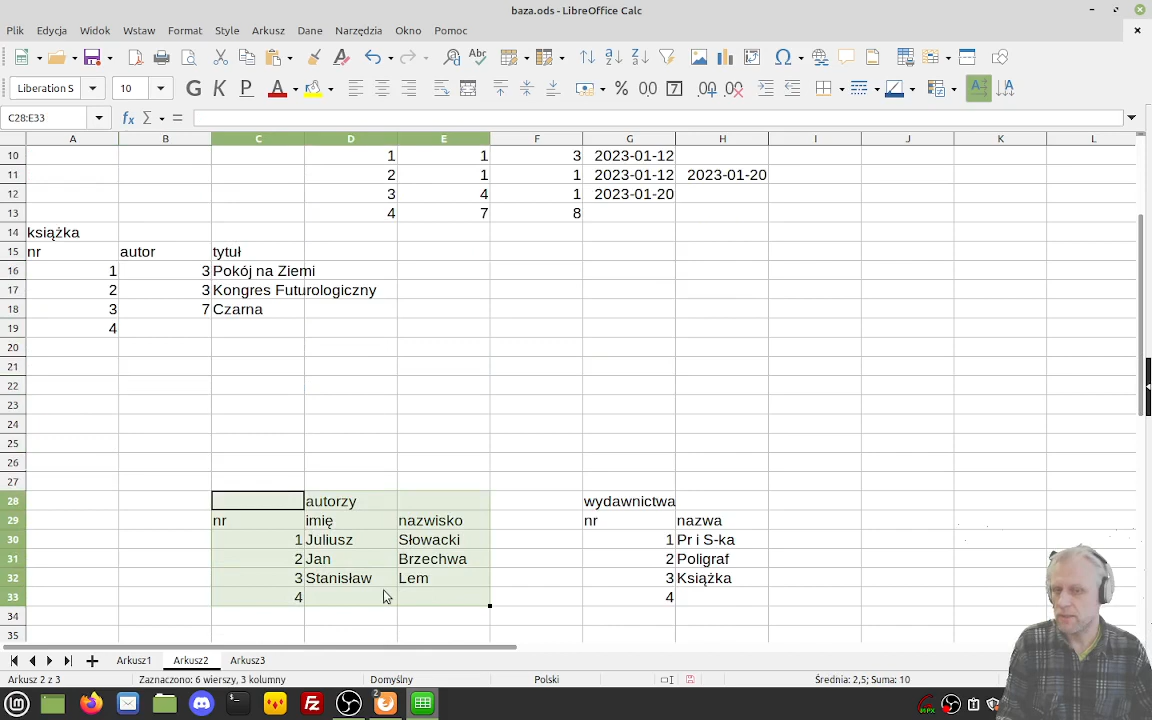 baza.ods - LibreOffice Calc
Plik Edycja Widok Wstaw Format Style Arkusz Dane Narzędzia Okno Pomoc
Liberation S 10
C28:E33
A B C D E F G H I J K L
10 1 1 3 2023-01-12
11 2 1 1 2023-01-12 2023-01-20
12 3 4 1 2023-01-20
13 4 7 8
14 książka
15 nr autor tytuł
16 1 3 Pokój na Ziemi
17 2 3 Kongres Futurologiczny
18 3 7 Czarna
19 4
20
21
22
23
24
25
26
27
28 autorzy wydawnictwa
29 nr imię nazwisko nr nazwa
30 1 Juliusz Słowacki 1 Pr i S-ka
31 2 Jan Brzechwa 2 Poligraf
32 3 Stanisław Lem 3 Książka
33 4 4
34
35
Arkusz1 Arkusz2 Arkusz3
Arkusz 2 z 3 Zaznaczono: 6 wierszy, 3 kolumny Domyślny Polski Średnia: 2,5; Suma: 10
2